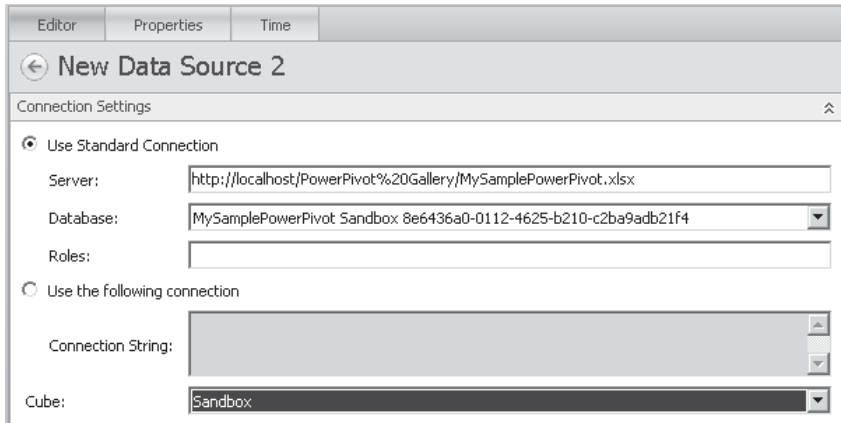 Editor Properties Time
New Data Source 2
Connection Settings
Use Standard Connection
Server: http://localhost/PowerPivot%20Gallery/MySamplePowerPivot.xlsx
Database: MySamplePowerPivot Sandbox 8e6436a0-0112-4625-b210-c2ba9adb21f4
Roles:
Use the following connection
Connection String:
Cube: Sandbox